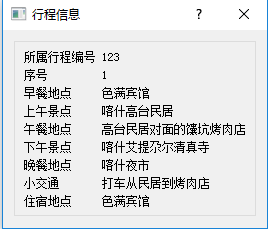 行程信息
所属行程编号 123
序号 1
早餐地点 色满宾馆
上午景点 喀什高台民居
午餐地点 高台民居对面的馕坑烤肉店
下午景点 喀什艾提尕尔清真寺
晚餐地点 喀什夜市
小交通 打车从民居到烤肉店
住宿地点 色满宾馆